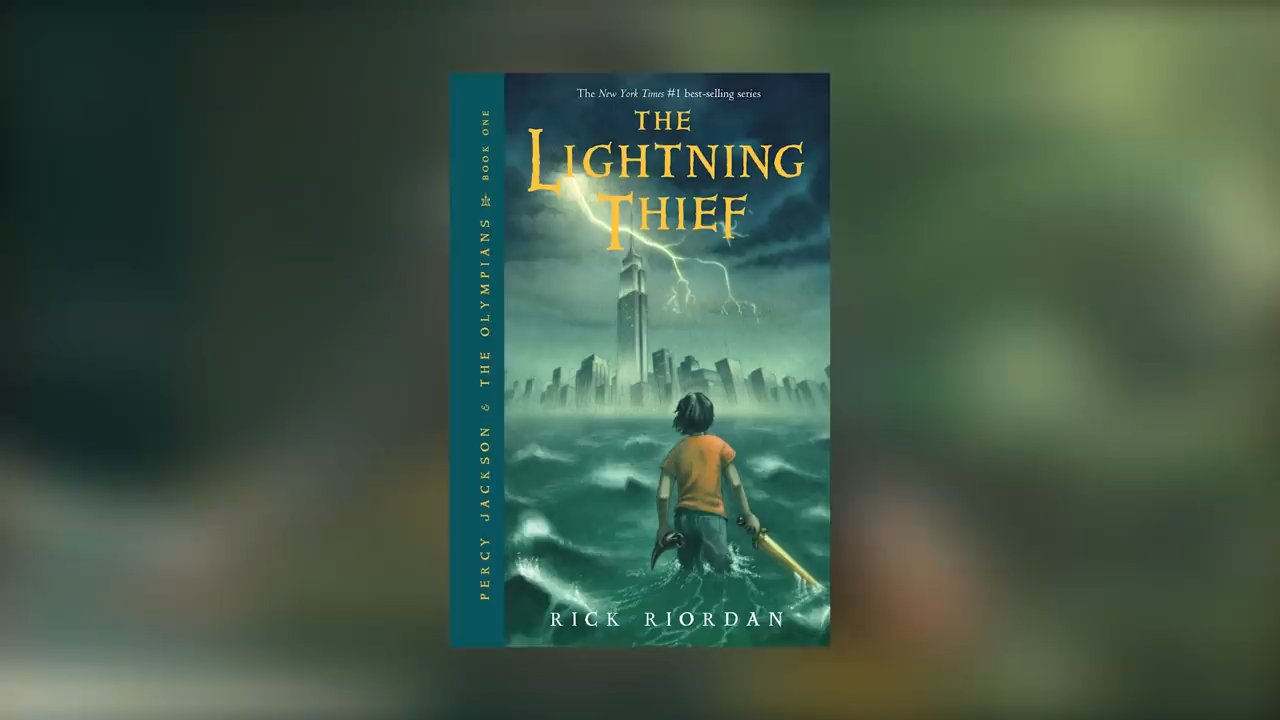 The New York Times #1 best-selling series
THE
LIGHTNING
THIEF
PERCY JACKSON & THE OLYMPIANS BOOK ONE
RICK RIORDAN